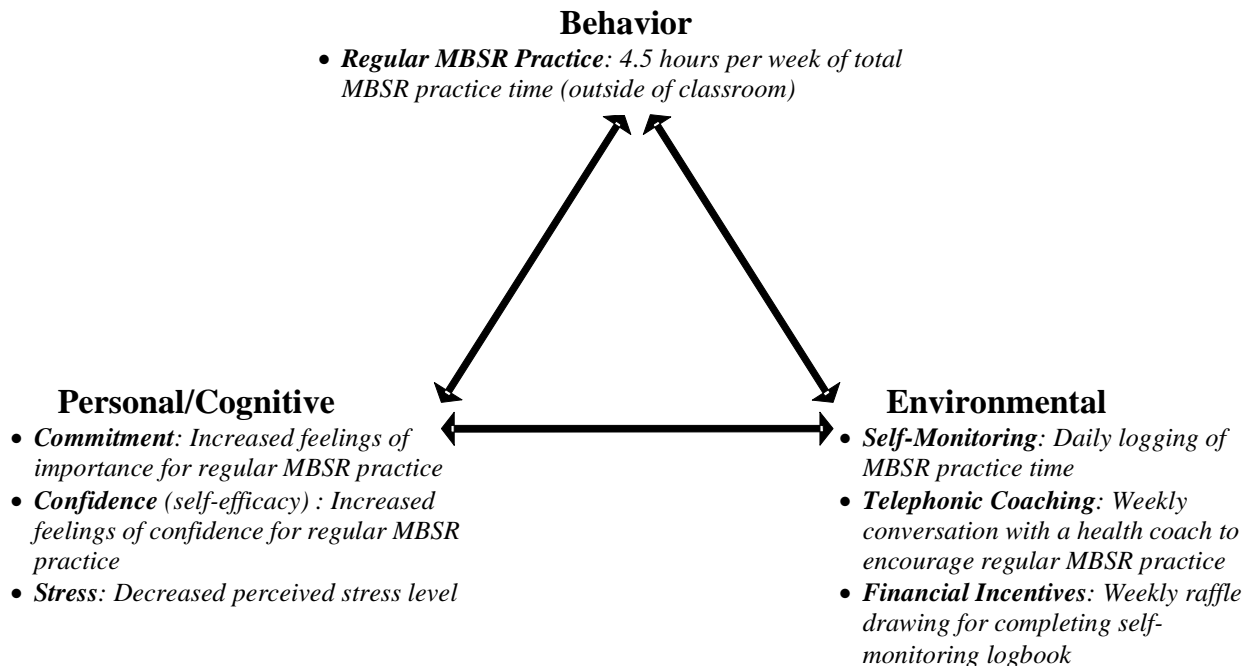 Behavior
• Regular MBSR Practice: 4.5 hours per week of total
MBSR practice time (outside of classroom)
Personal/Cognitive
• Commitment: Increased feelings of
importance for regular MBSR practice
• Confidence (self-efficacy) : Increased
feelings of confidence for regular MBSR
practice
• Stress: Decreased perceived stress level
Environmental
• Self-Monitoring: Daily logging of
MBSR practice time
• Telephonic Coaching: Weekly
conversation with a health coach to
encourage regular MBSR practice
• Financial Incentives: Weekly raffle
drawing for completing self-
monitoring logbook